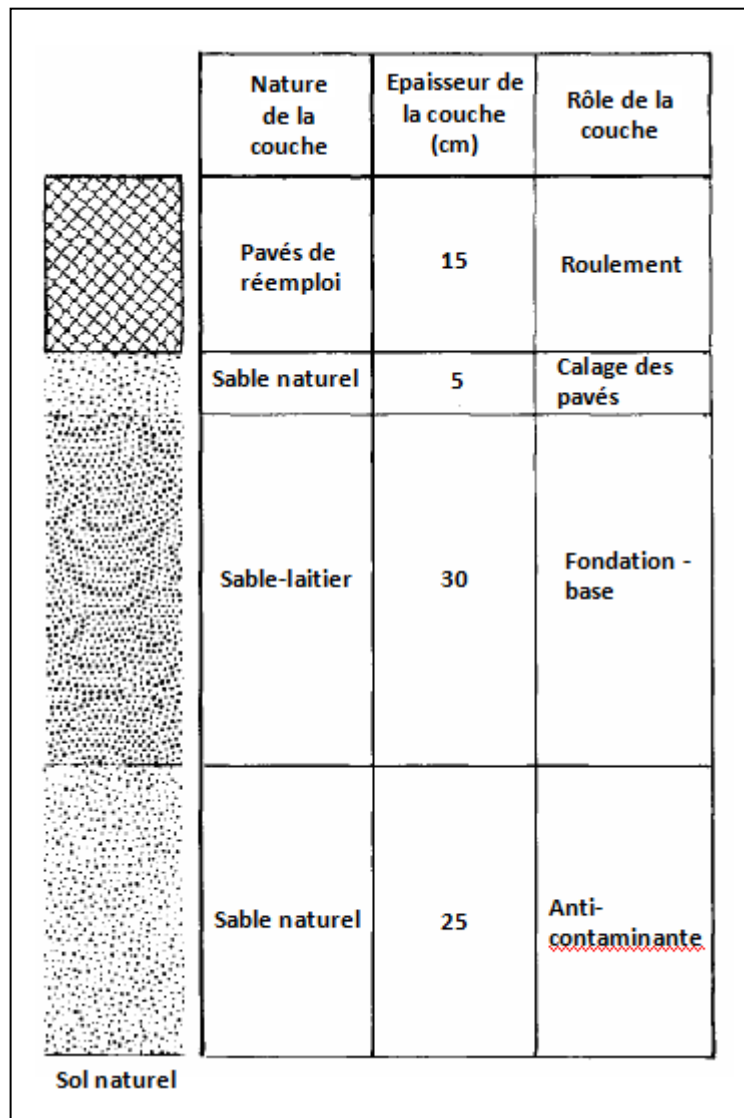 Nature
de la
couche
Epaisseur de
la couche
(cm)
Rôle de la
couche
Pavés de
réemploi
15
Roulement
Sable naturel
5
Calage des
pavés
Sable-laitier
30
Fondation -
base
Sable naturel
25
Anti-
contaminante
Sol naturel